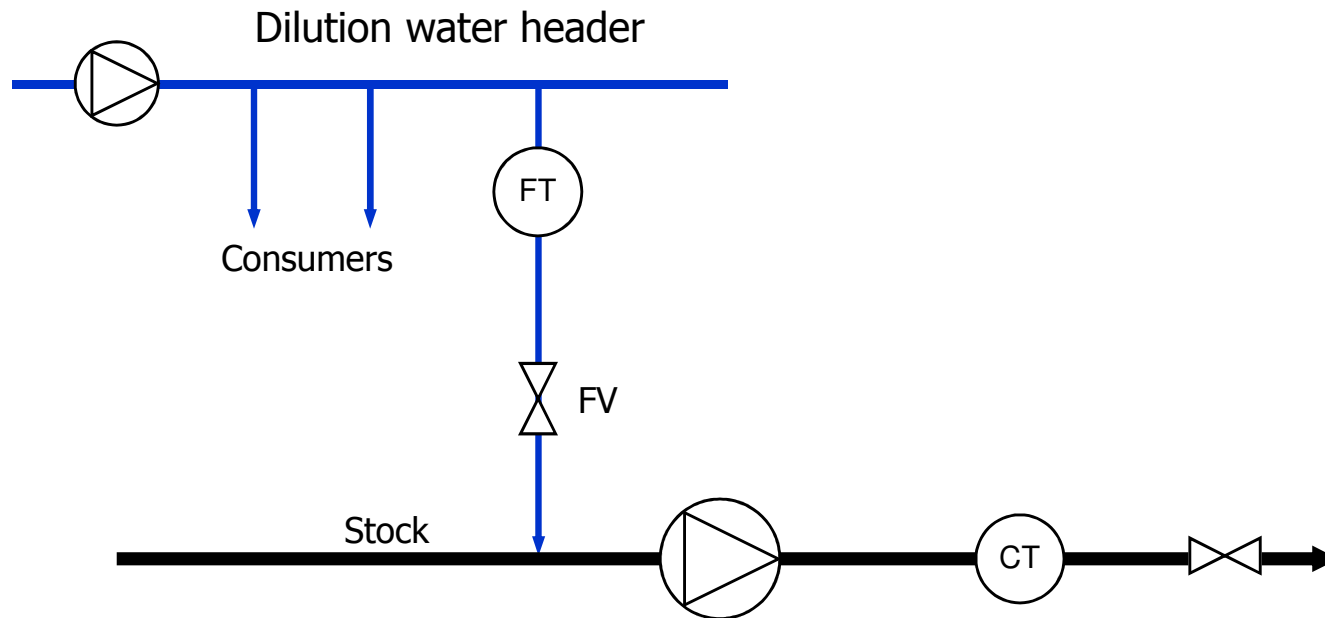 Dilution water header
FT
Consumers
FV
Stock
CT